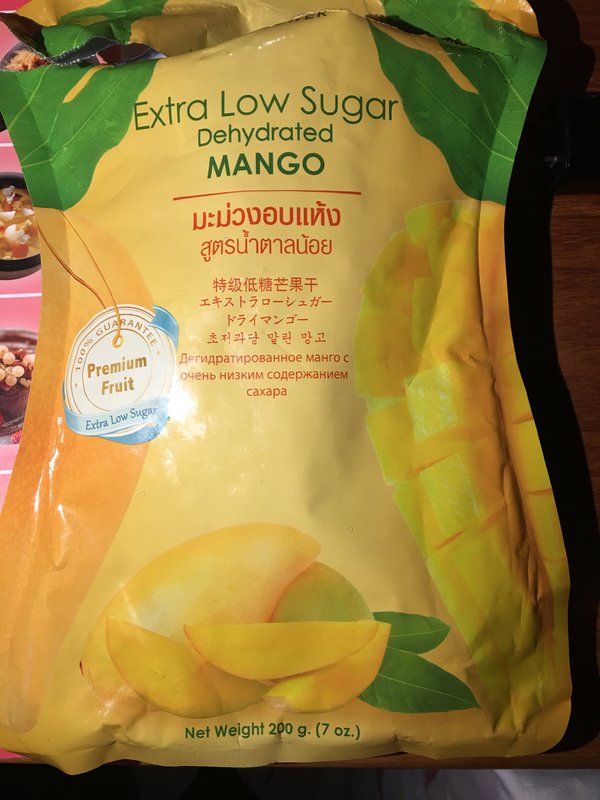 Extra Low Sugar
Dehydrated
MANGO
มะม่วงอบแห้ง
สูตรน้ำตาลน้อย
特级低糖芒果干
エキストラローシュガー
ドライマンゴー
초저과당 말린 망고
Дегидратированное манго с
очень низким содержанием
сахара
100% GUARANTEE
Premium
Fruit
Extra Low Sugar
Net Weight 200 g. (7 oz.)